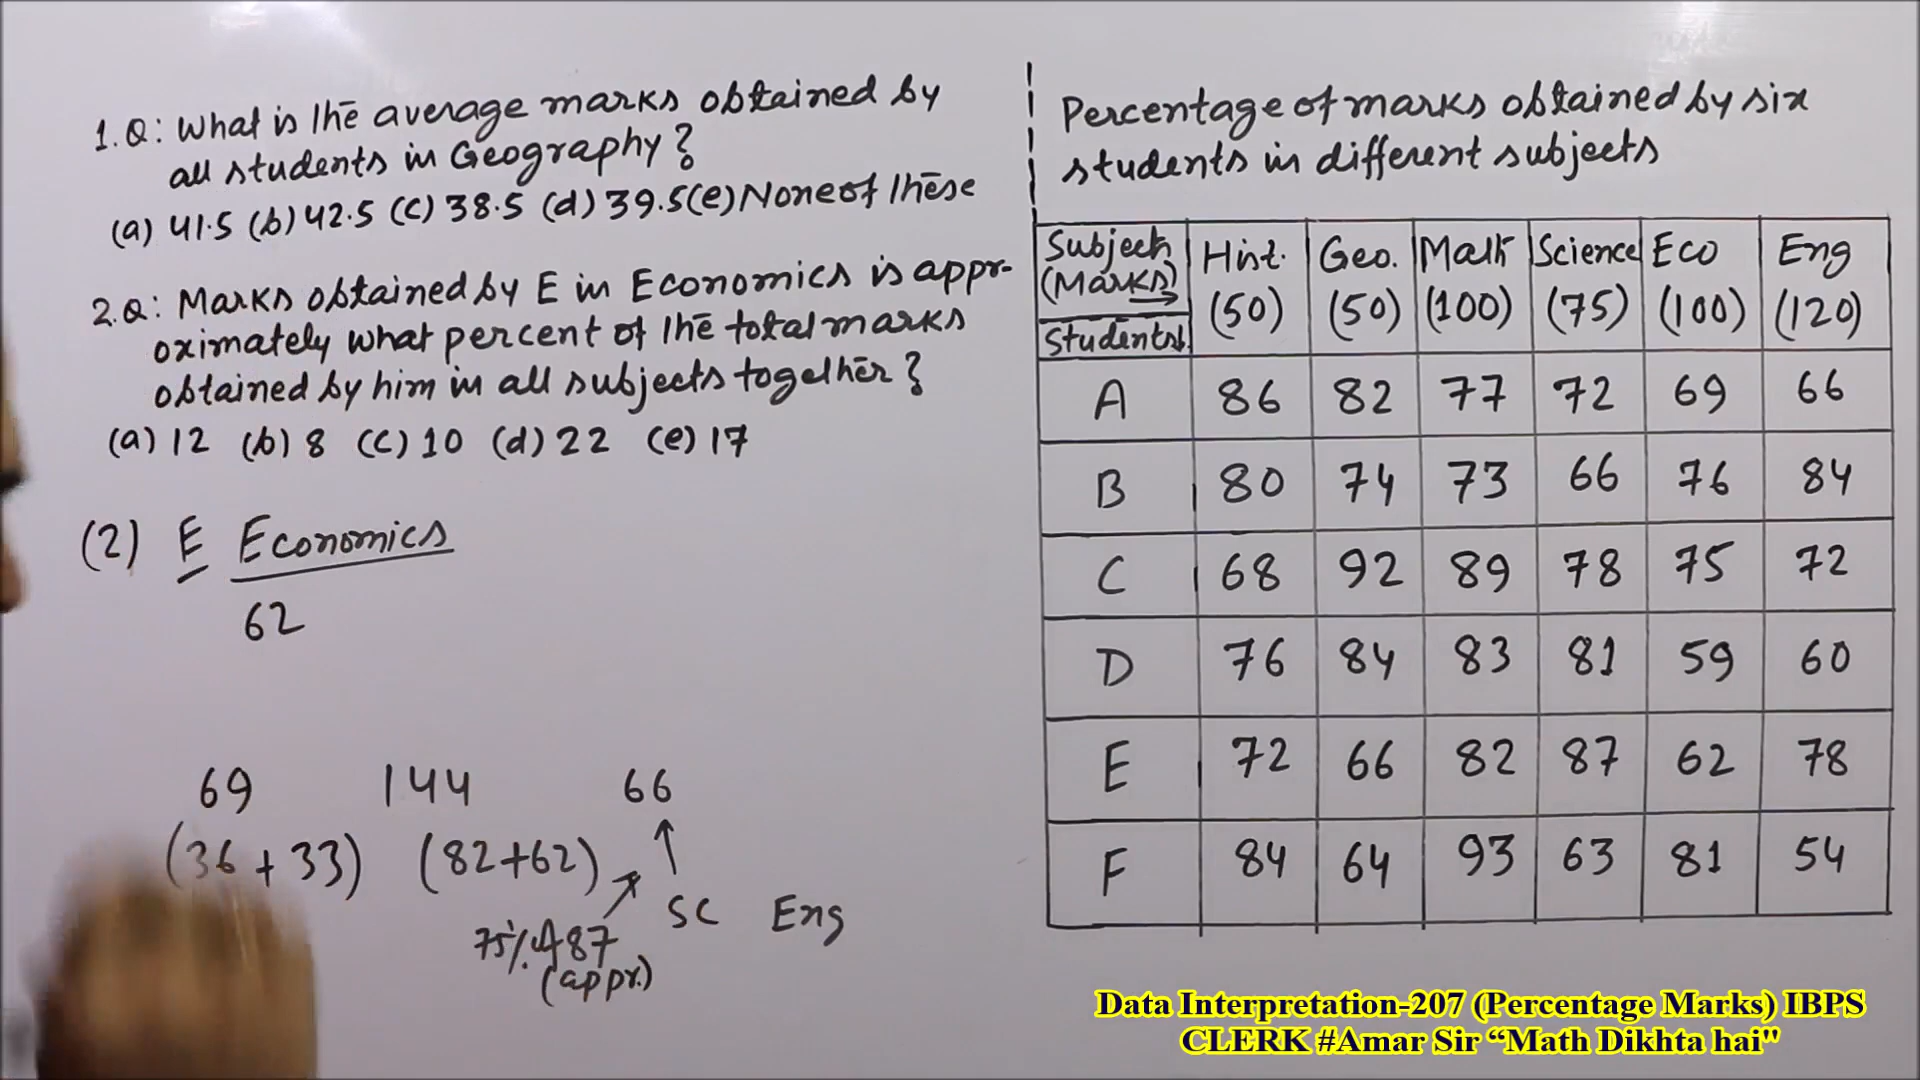 1.Q: What is the average marks obtained by
all students in Geography?
(a) 41.5 (b) 42.5 (c) 38.5 (d) 39.5 (e) None of these
2.Q: Marks obtained by E in Economics is appr-
oximately what percent of the total marks
obtained by him in all subjects together?
(a) 12 (b) 8 (c) 10 (d) 22 (e) 17
(2) E Economics
62
69 144 66
(36 + 33) (82+62)
SC Eng
75% of 87
(appr.)
Percentage of marks obtained by six
students in different subjects
Subject Hist. Geo. Math Science Eco Eng
(Marks) (50) (50) (100) (75) (100) (120)
Students
A 86 82 77 72 69 66
B 80 74 73 66 76 84
C 68 92 89 78 75 72
D 76 84 83 81 59 60
E 72 66 82 87 62 78
F 84 64 93 63 81 54
Data Interpretation-207 (Percentage Marks) IBPS
CLERK #Amar Sir “Math Dikhta hai"